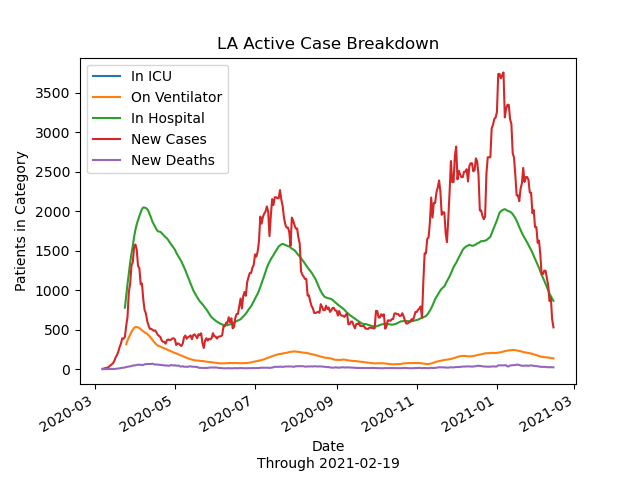 LA Active Case Breakdown
In ICU
On Ventilator
In Hospital
New Cases
New Deaths
Patients in Category
3500
3000
2500
2000
1500
1000
500
0
2020-03
2020-05
2020-07
2020-09
2020-11
2021-01
2021-03
Date
Through 2021-02-19